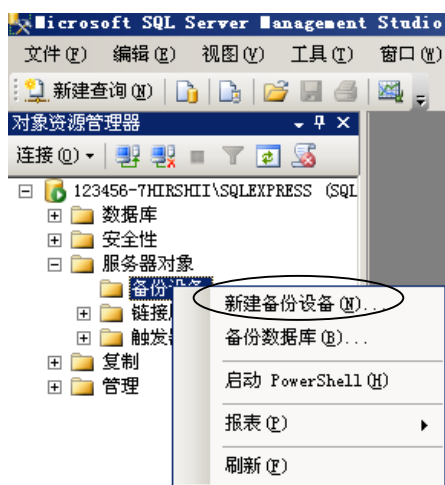 Microsoft SQL Server Management Studio
文件(F) 编辑(E) 视图(V) 工具(T) 窗口(W)
新建查询(N)
对象资源管理器
连接(O)
123456-7HIRSHII\SQLEXPRESS (SQL
数据库
安全性
服务器对象
备份设备
链接
触发
复制
管理
新建备份设备(N)...
备份数据库(B)...
启动 PowerShell(H)
报表(P)
刷新(F)